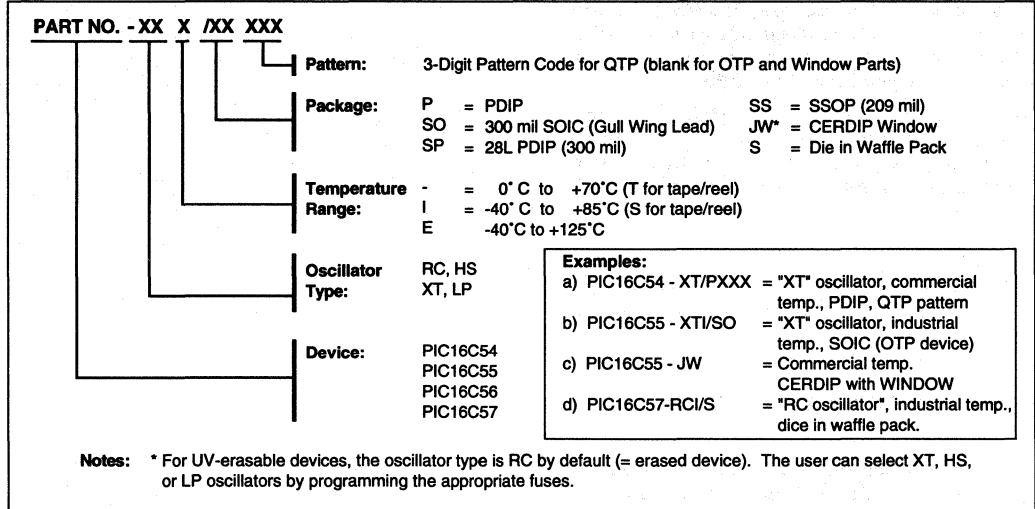 PART NO. - XX X /XX XXX
Pattern: 3-Digit Pattern Code for QTP (blank for OTP and Window Parts)
Package: P = PDIP SS = SSOP (209 mil)
SO = 300 mil SOIC (Gull Wing Lead) JW* = CERDIP Window
SP = 28L PDIP (300 mil) S = Die in Waffle Pack
Temperature - = 0°C to +70°C (T for tape/reel)
Range: I = -40°C to +85°C (S for tape/reel)
E -40°C to +125°C
Oscillator RC, HS
Type: XT, LP
Device: PIC16C54
PIC16C55
PIC16C56
PIC16C57
Examples:
a) PIC16C54 - XT/PXXX = "XT" oscillator, commercial
temp., PDIP, QTP pattern
b) PIC16C55 - XTI/SO = "XT" oscillator, industrial
temp., SOIC (OTP device)
c) PIC16C55 - JW = Commercial temp.
CERDIP with WINDOW
d) PIC16C57-RCI/S = "RC oscillator", industrial temp.,
dice in waffle pack.
Notes: * For UV-erasable devices, the oscillator type is RC by default (= erased device). The user can select XT, HS,
or LP oscillators by programming the appropriate fuses.